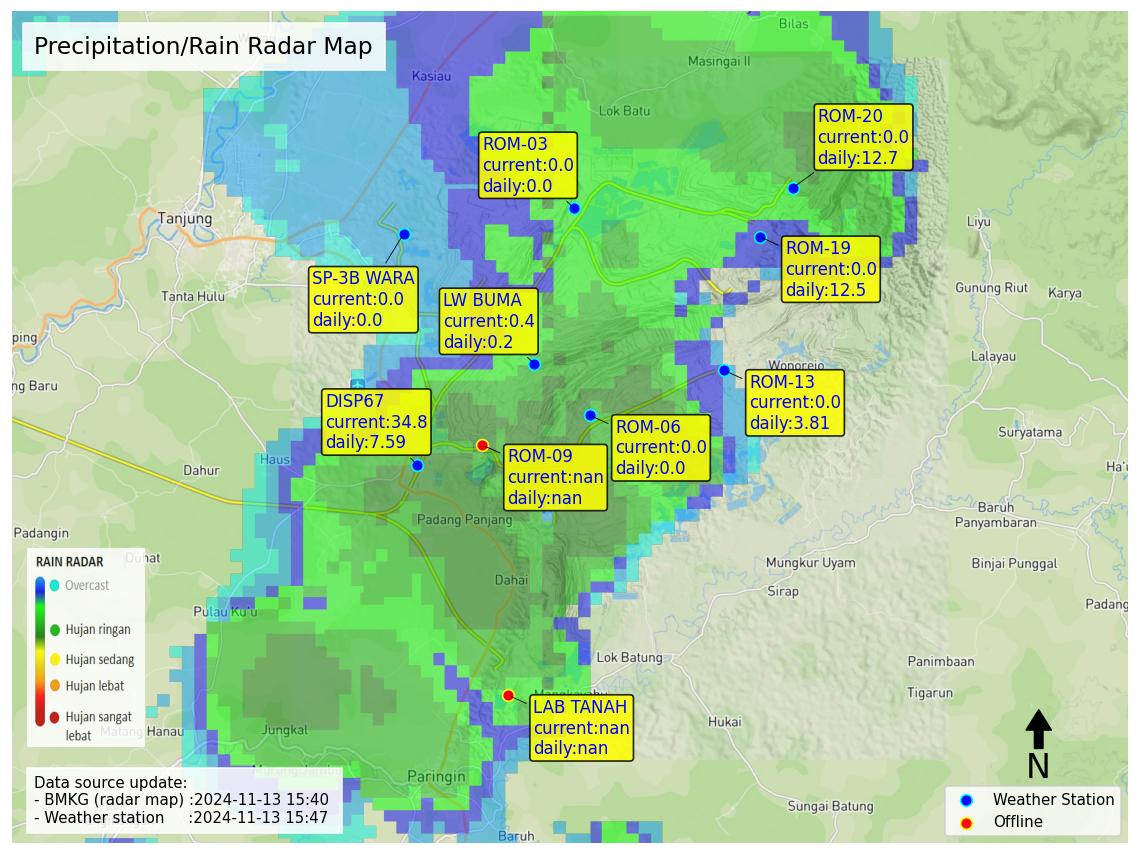 Precipitation/Rain Radar Map
Bilas
Kasiau
Masingai II
Lok Batu
ROM-20
current:0.0
daily:12.7
ROM-03
current:0.0
daily:0.0
Tanjung
Liyu
ROM-19
current:0.0
daily:12.5
SP-3B WARA
current:0.0
daily:0.0
Tanta Hulu
LW BUMA
current:0.4
daily:0.2
Gunung Riut
Karya
ping
Lalayau
Wonorejo
ng Baru
ROM-13
current:0.0
daily:3.81
DISP67
current:34.8
daily:7.59
ROM-06
current:0.0
daily:0.0
Suryatama
ROM-09
current:nan
daily:nan
Haus
Dahur
Ha'u
Baruh
Panyambaran
Padang Panjang
Padangin
Duhat
Mungkur Uyam
Binjai Punggal
RAIN RADAR
Overcast
Hujan ringan
Hujan sedang
Hujan lebat
Hujan sangat
lebat
Dahai
Sirap
Padang
Pulau Ku'u
Lok Batung
Panimbaan
Tigarun
Mangkayahu
LAB TANAH
current:nan
daily:nan
Hukai
Matang Hanau
Jungkal
Murung Jambu
Paringin
N
Data source update:
- BMKG (radar map) :2024-11-13 15:40
- Weather station :2024-11-13 15:47
Weather Station
Offline
Sungai Batung
Baruh